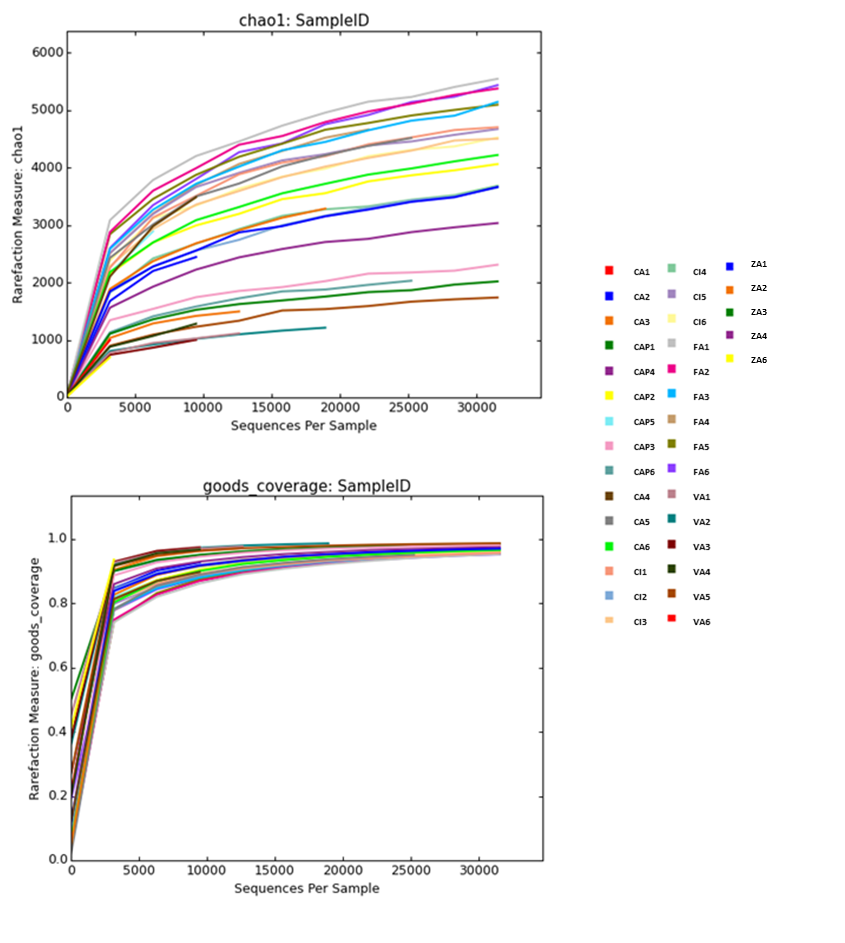 chao1: SampleID
Rarefaction Measure: chao1
6000
5000
4000
3000
2000
1000
0
0 5000 10000 15000 20000 25000 30000
Sequences Per Sample
goods_coverage: SampleID
Rarefaction Measure: goods_coverage
1.0
0.8
0.6
0.4
0.2
0.0
0 5000 10000 15000 20000 25000 30000
Sequences Per Sample
CA1
CA2
CA3
CAP1
CAP4
CAP2
CAP5
CAP3
CAP6
CA4
CA5
CA6
CI1
CI2
CI3
CI4
CI5
CI6
FA1
FA2
FA3
FA4
FA5
FA6
VA1
VA2
VA3
VA4
VA5
VA6
ZA1
ZA2
ZA3
ZA4
ZA6